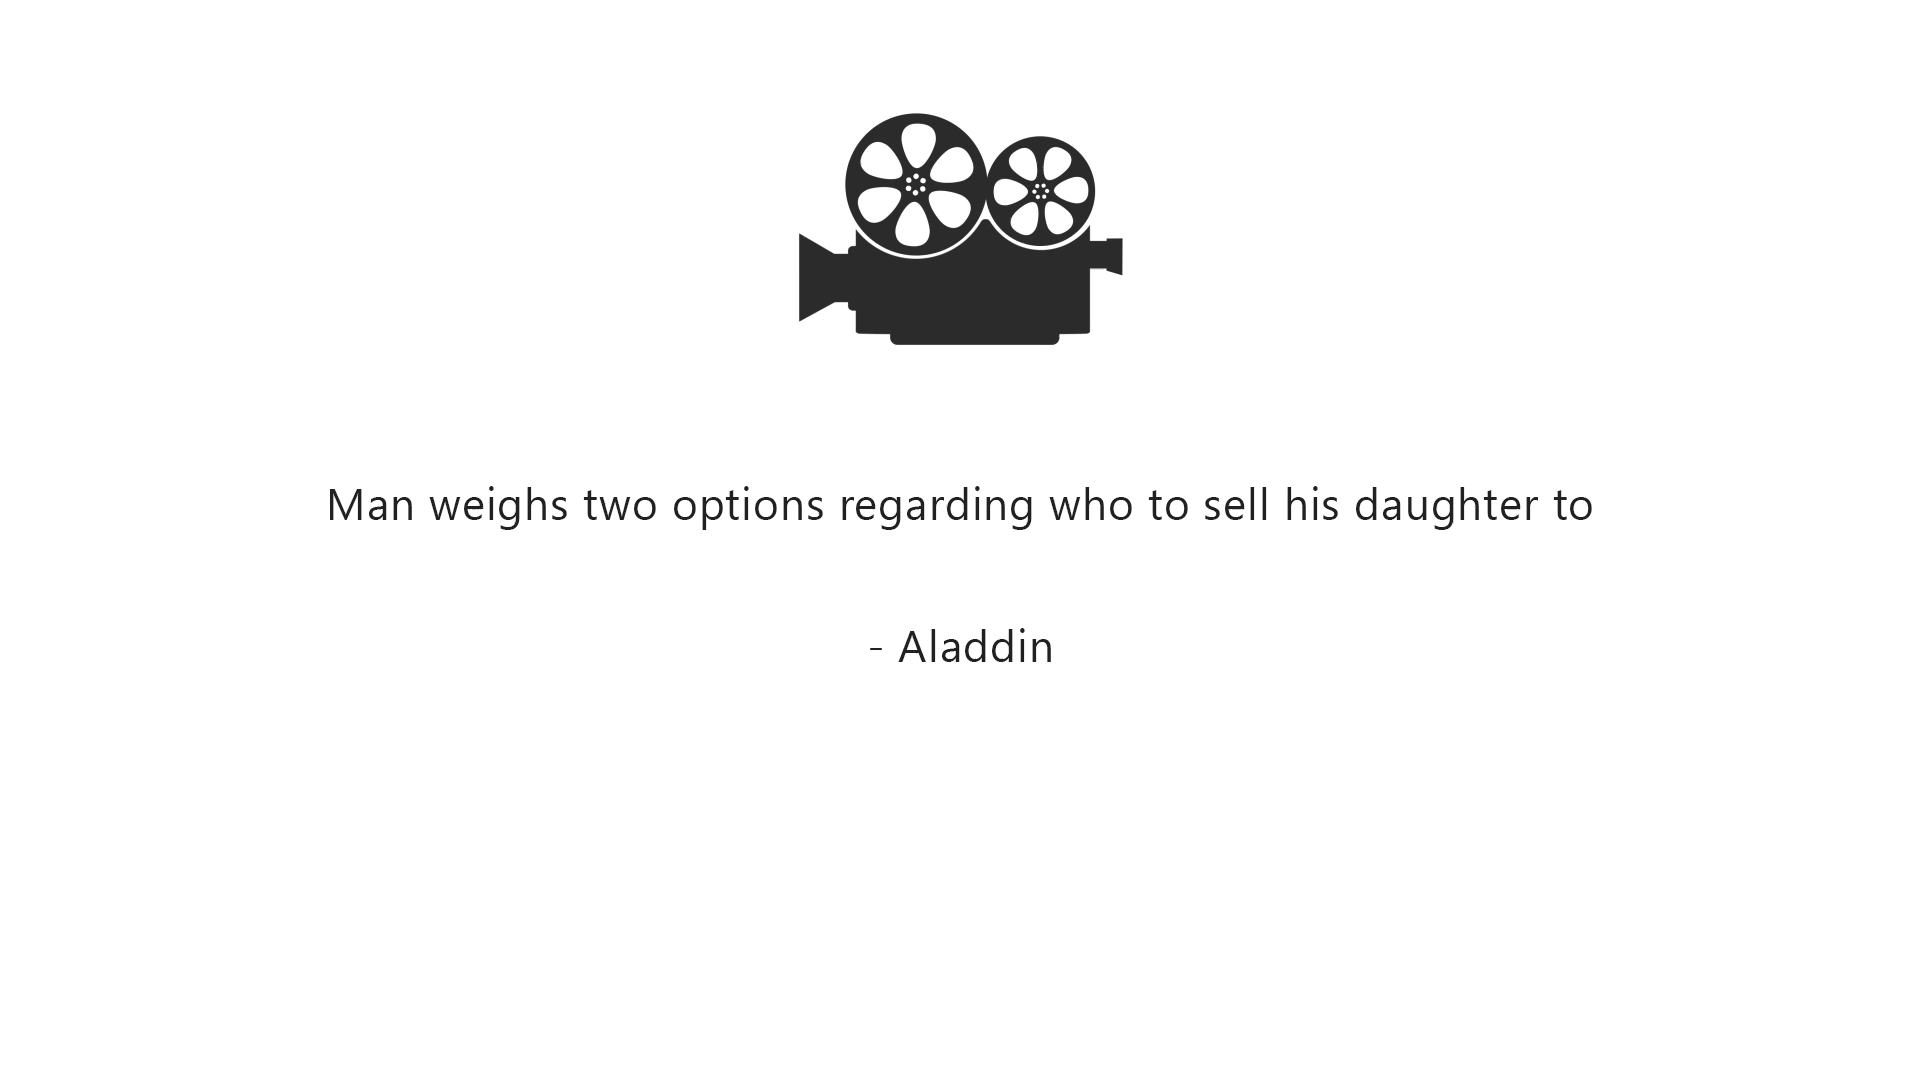 Man weighs two options regarding who to sell his daughter to
- Aladdin